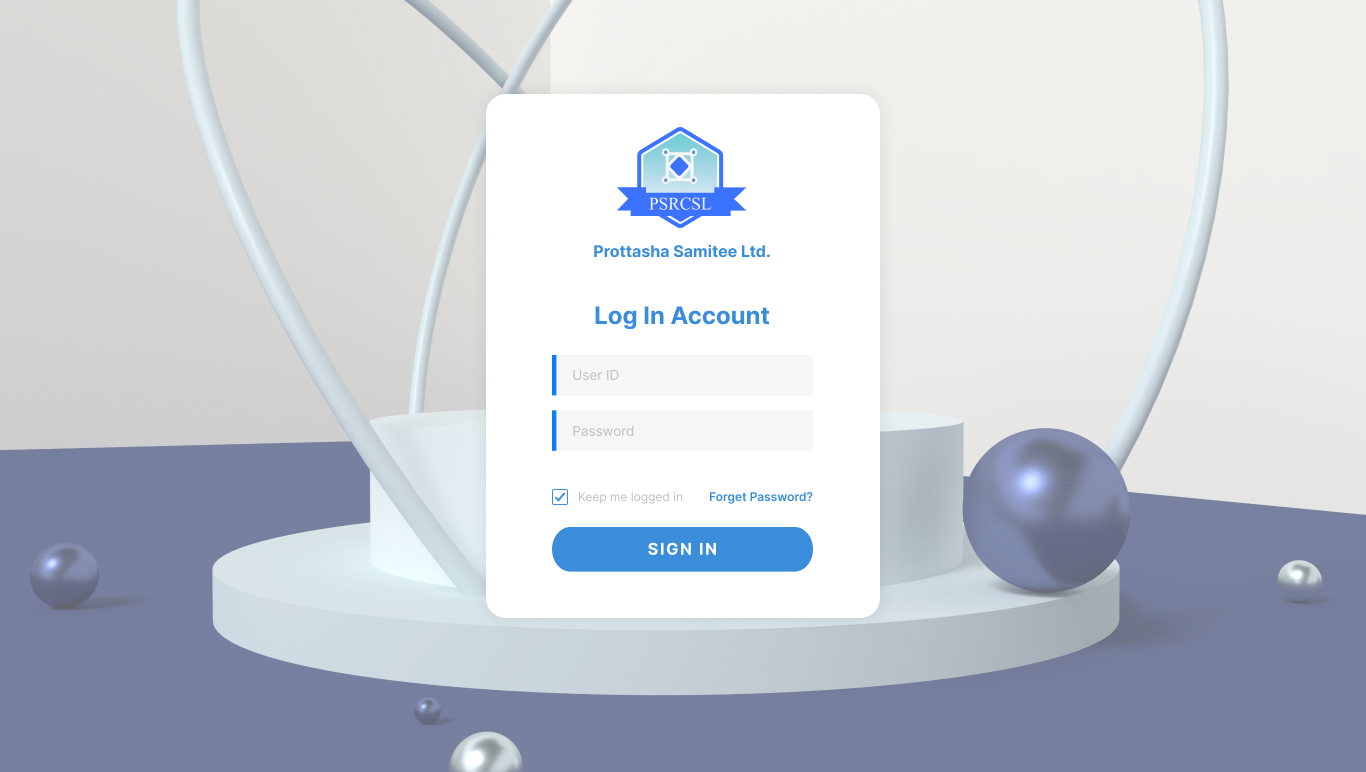 PSRCSL
Prottasha Samitee Ltd.
Log In Account
User ID
Password
Keep me logged in Forget Password?
SIGN IN